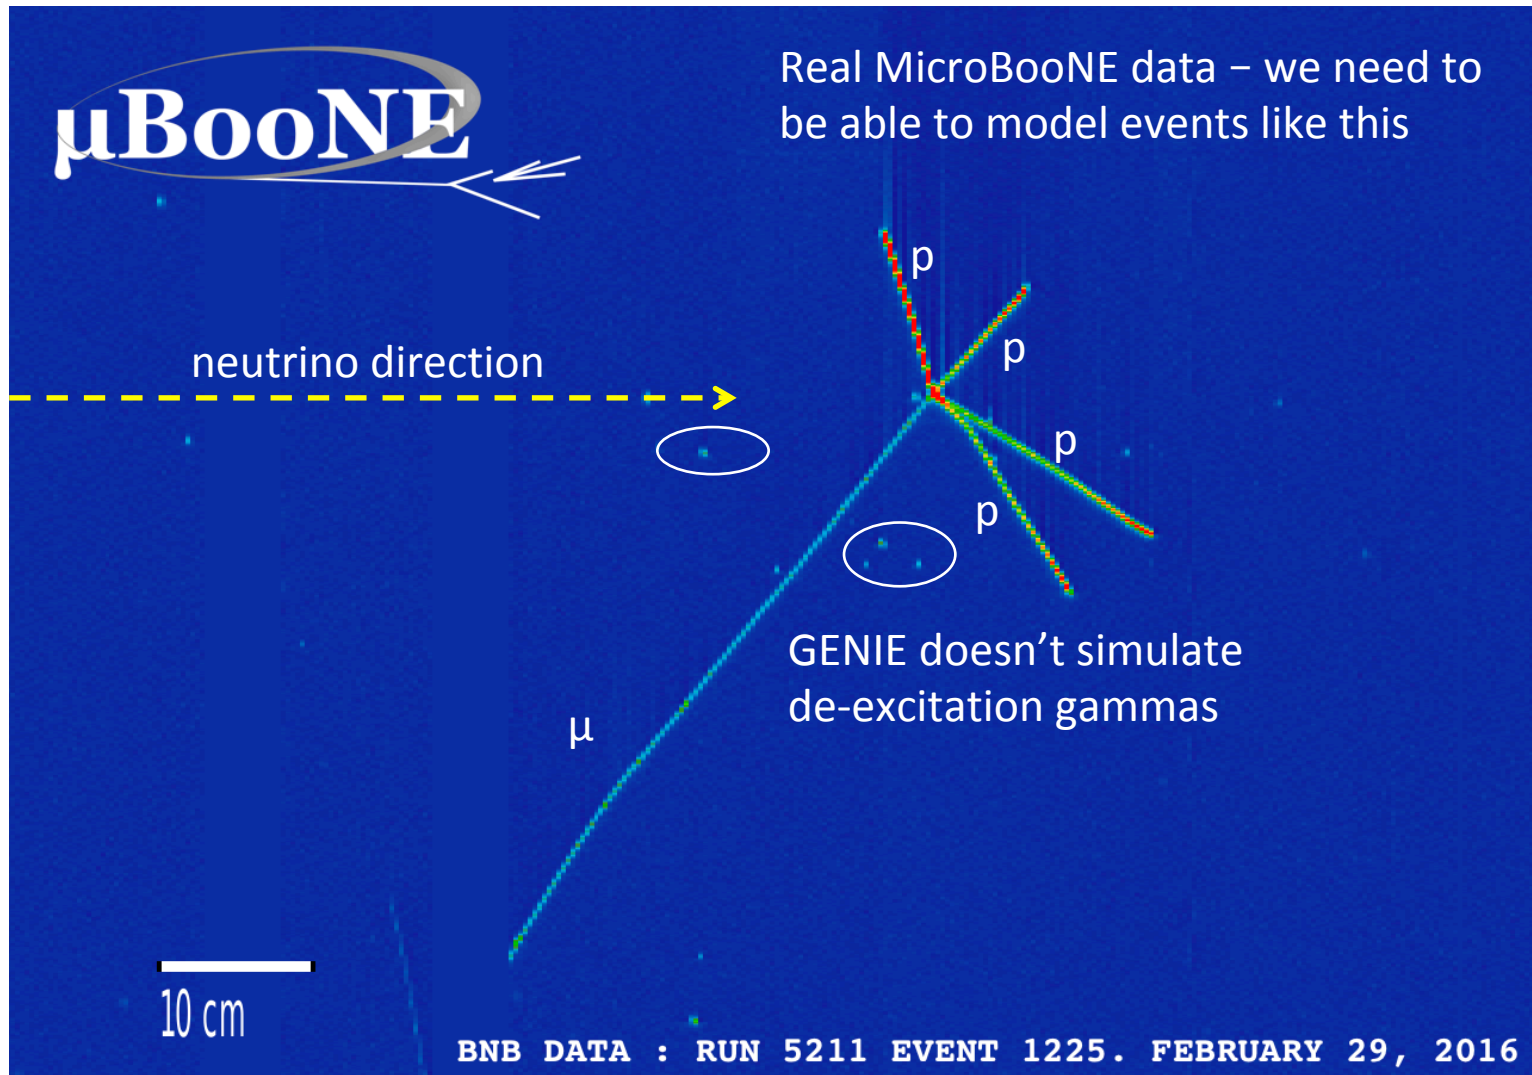 µBooNE
Real MicroBooNE data – we need to
be able to model events like this
p
p
neutrino direction
p
p
GENIE doesn’t simulate
de-excitation gammas
µ
10 cm
BNB DATA : RUN 5211 EVENT 1225. FEBRUARY 29, 2016